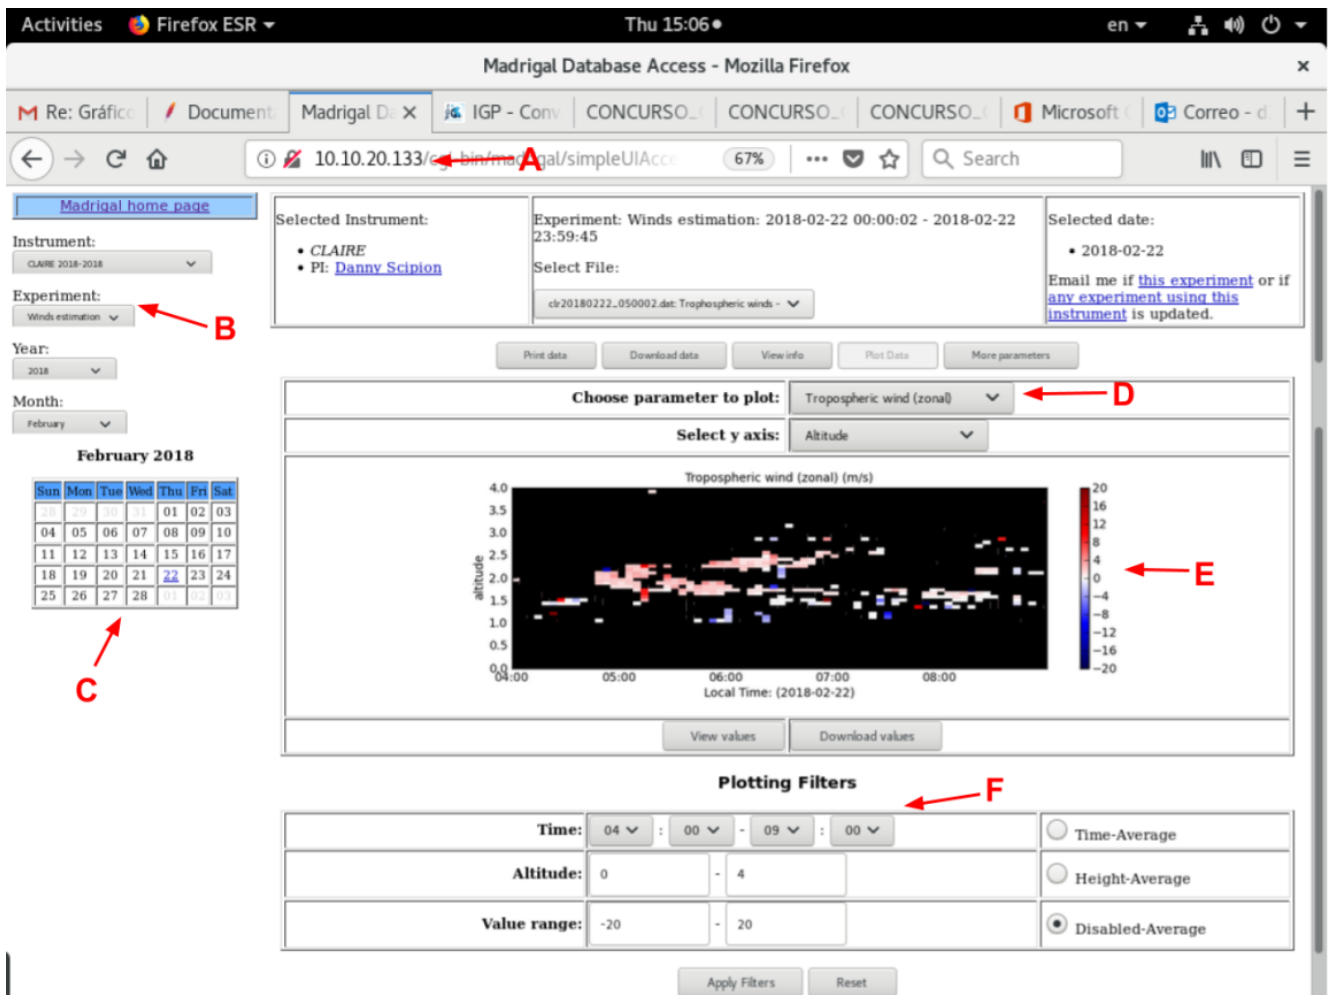 Activities Firefox ESR Thu 15:06 en
Madrigal Database Access - Mozilla Firefox ×
Re: Gráfico Document Madrigal Da IGP - Conv CONCURSO_ CONCURSO_ CONCURSO_ Microsoft Correo - d
10.10.20.133/cgi-bin/madrigal/simpleUIAcce 67% Search
A
Madrigal home page
Instrument:
CLAIRE 2018-2018
Experiment:
Winds estimation
B
Year:
2018
Month:
February
February 2018
Sun Mon Tue Wed Thu Fri Sat
28 29 30 31 01 02 03
04 05 06 07 08 09 10
11 12 13 14 15 16 17
18 19 20 21 22 23 24
25 26 27 28 01 02 03
C
Selected Instrument:
• CLAIRE
• PI: Danny Scipion
Experiment: Winds estimation: 2018-02-22 00:00:02 - 2018-02-22
23:59:45
Select File:
clr20180222_050002.dat: Trophospheric winds -
Selected date:
• 2018-02-22
Email me if this experiment or if
any experiment using this
instrument is updated.
Print data Download data View info Plot Data More parameters
Choose parameter to plot: Tropospheric wind (zonal)
D
Select y axis: Altitude
Tropospheric wind (zonal) (m/s)
altitude
4.0
3.5
3.0
2.5
2.0
1.5
1.0
0.5
0.0
04:00 05:00 06:00 07:00 08:00
Local Time: (2018-02-22)
20
16
12
8
4
0
−4
−8
−12
−16
−20
E
View values Download values
Plotting Filters
F
Time: 04 : 00 - 09 : 00 Time-Average
Altitude: 0 - 4 Height-Average
Value range: -20 - 20 Disabled-Average
Apply Filters Reset